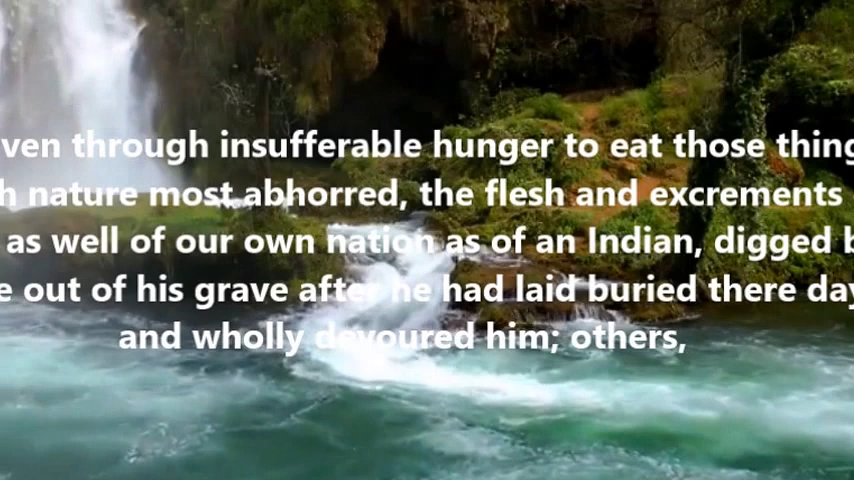 ven through insufferable hunger to eat those thing
h nature most abhorred, the flesh and excrements
as well of our own nation as of an Indian, digged b
e out of his grave after he had laid buried there day
and wholly devoured him; others,